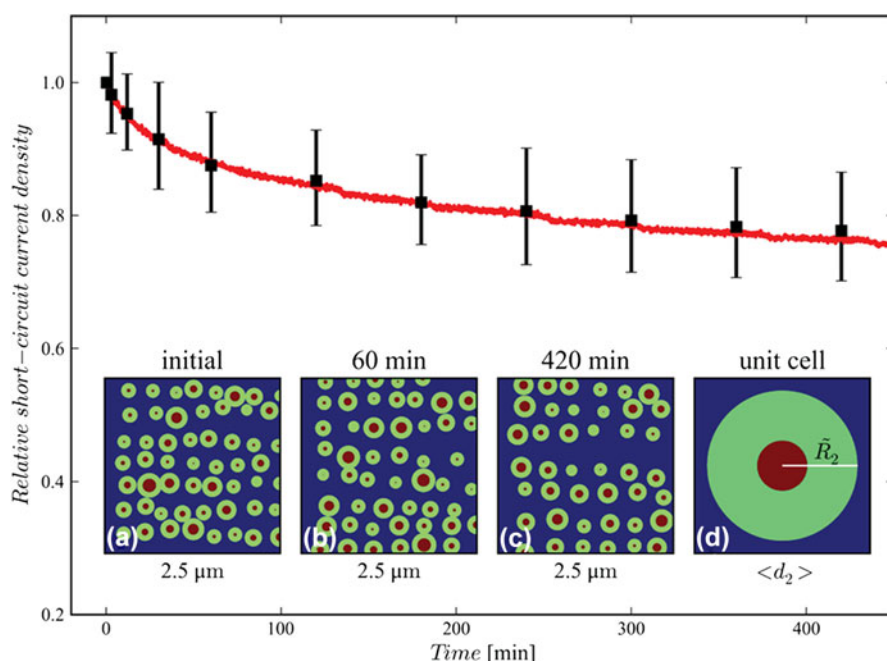 Relative short−circuit current density
1.0
0.8
0.6
0.4
0.2
initial
60 min
420 min
unit cell
R̃₂
(a)
(b)
(c)
(d)
2.5 μm
2.5 μm
2.5 μm
<d₂>
0
100
200
300
400
Time [min]